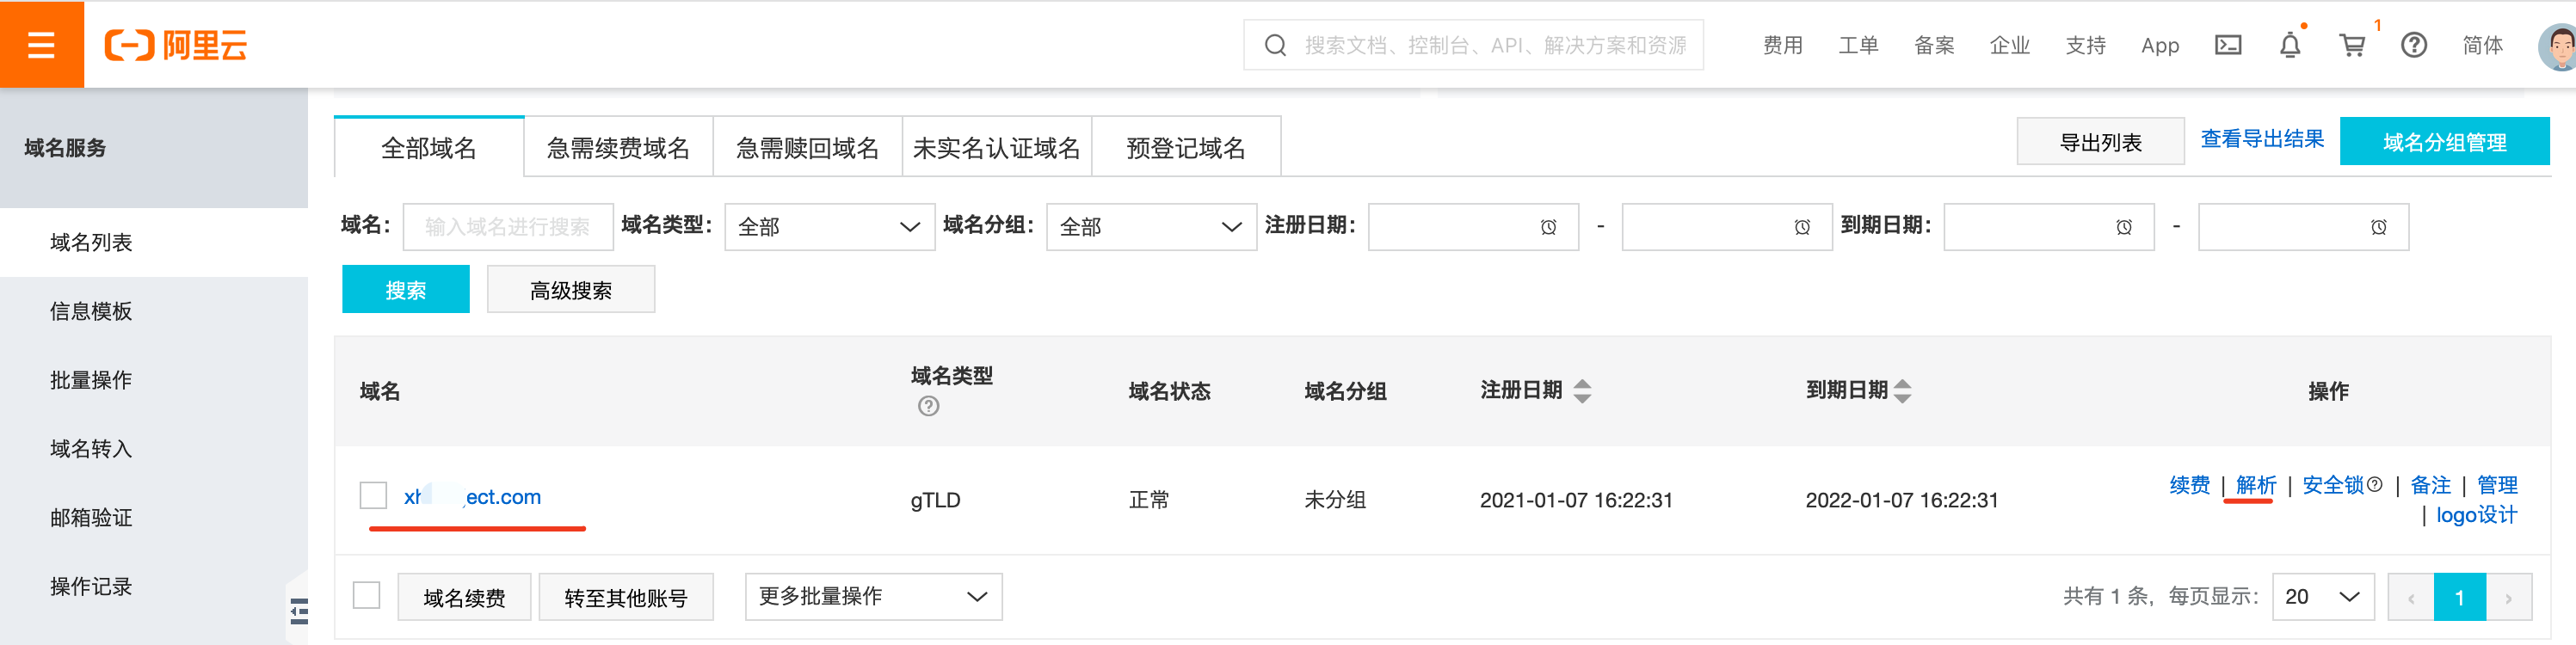 阿里云
搜索文档、控制台、API、解决方案和资源
费用 工单 备案 企业 支持 App 1 简体
域名服务
域名列表
信息模板
批量操作
域名转入
邮箱验证
操作记录
全部域名 急需续费域名 急需赎回域名 未实名认证域名 预登记域名
导出列表 查看导出结果 域名分组管理
域名: 输入域名进行搜索 域名类型: 全部 域名分组: 全部 注册日期: - 到期日期: -
搜索 高级搜索
域名 域名类型 域名状态 域名分组 注册日期 到期日期 操作
ect.com gTLD 正常 未分组 2021-01-07 16:22:31 2022-01-07 16:22:31 续费 | 解析 | 安全锁 | 备注 | 管理
| logo设计
域名续费 转至其他账号 更多批量操作 共有 1 条, 每页显示: 20 ‹ 1 ›